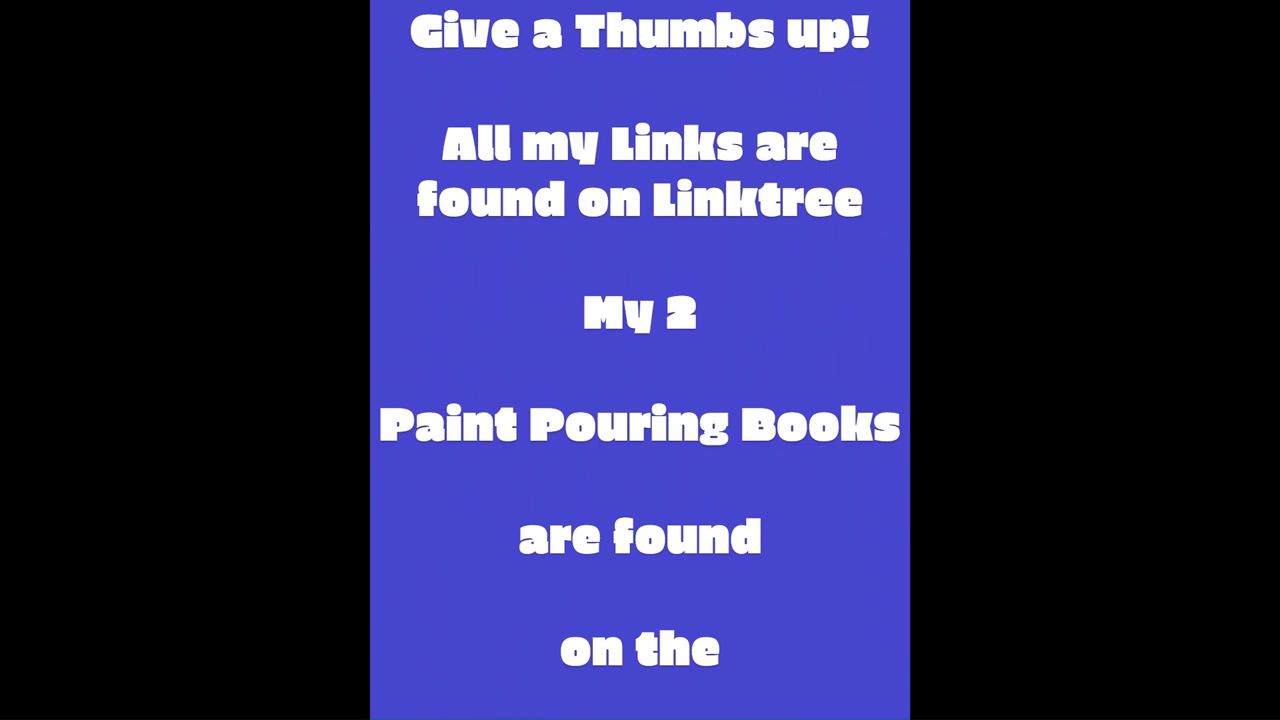 Give a Thumbs up!
All my Links are
found on Linktree
My 2
Paint Pouring Books
are found
on the